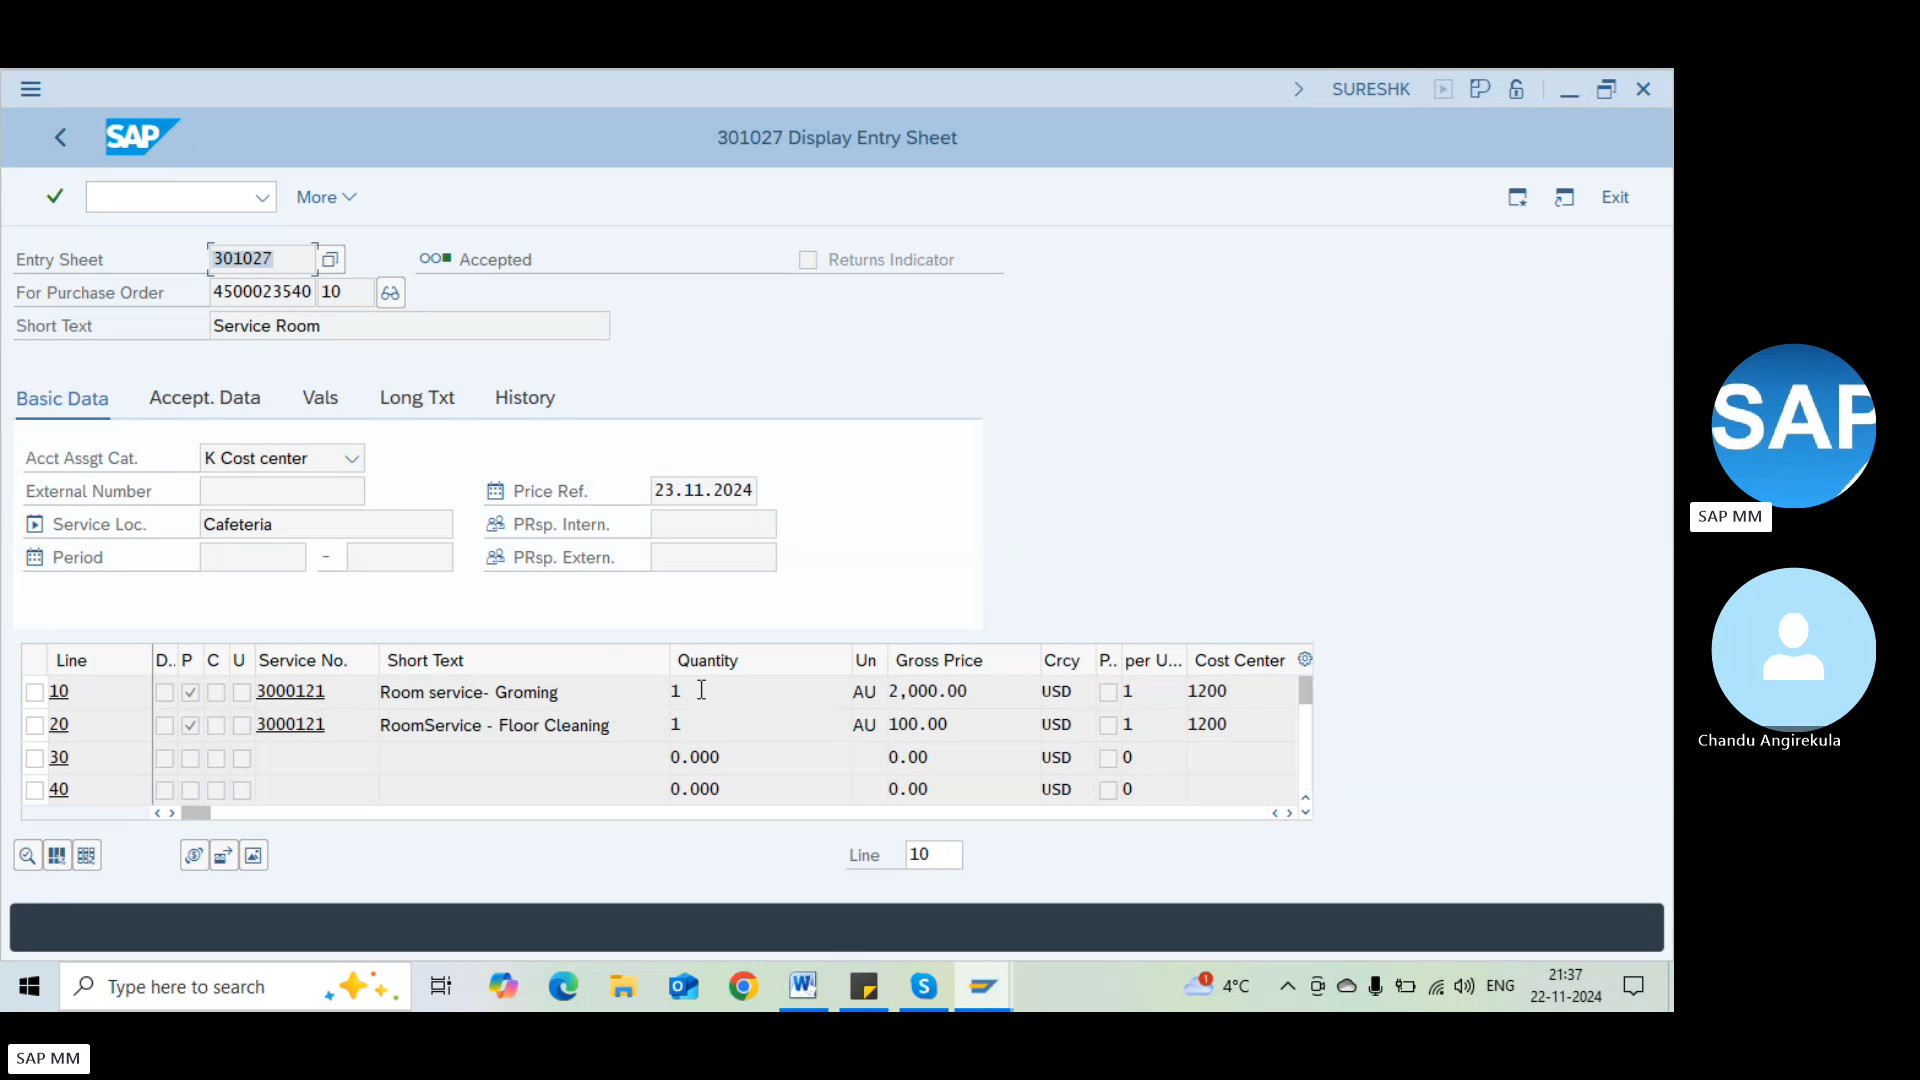 SURESHK
SAP 301027 Display Entry Sheet
More Exit
Entry Sheet 301027 Accepted Returns Indicator
For Purchase Order 4500023540 10
Short Text Service Room
Basic Data Accept. Data Vals Long Txt History
Acct Assgt Cat. K Cost center
External Number Price Ref. 23.11.2024
Service Loc. Cafeteria PRsp. Intern.
Period - PRsp. Extern.
Line D.. P C U Service No. Short Text Quantity Un Gross Price Crcy P.. per U... Cost Center
10 3000121 Room service- Groming 1 AU 2,000.00 USD 1 1200
20 3000121 RoomService - Floor Cleaning 1 AU 100.00 USD 1 1200
30 0.000 0.00 USD 0
40 0.000 0.00 USD 0
Line 10
Type here to search 1 4°C ENG 21:37
22-11-2024
SAP
SAP MM
Chandu Angirekula
SAP MM